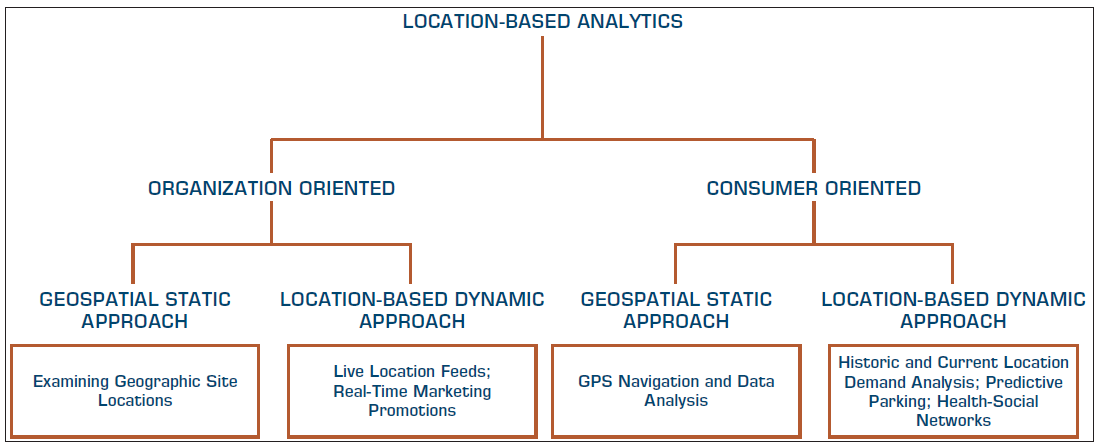 LOCATION-BASED ANALYTICS
ORGANIZATION ORIENTED
CONSUMER ORIENTED
GEOSPATIAL STATIC
APPROACH
LOCATION-BASED DYNAMIC
APPROACH
GEOSPATIAL STATIC
APPROACH
LOCATION-BASED DYNAMIC
APPROACH
Examining Geographic Site
Locations
Live Location Feeds;
Real-Time Marketing
Promotions
GPS Navigation and Data
Analysis
Historic and Current Location
Demand Analysis; Predictive
Parking; Health-Social
Networks